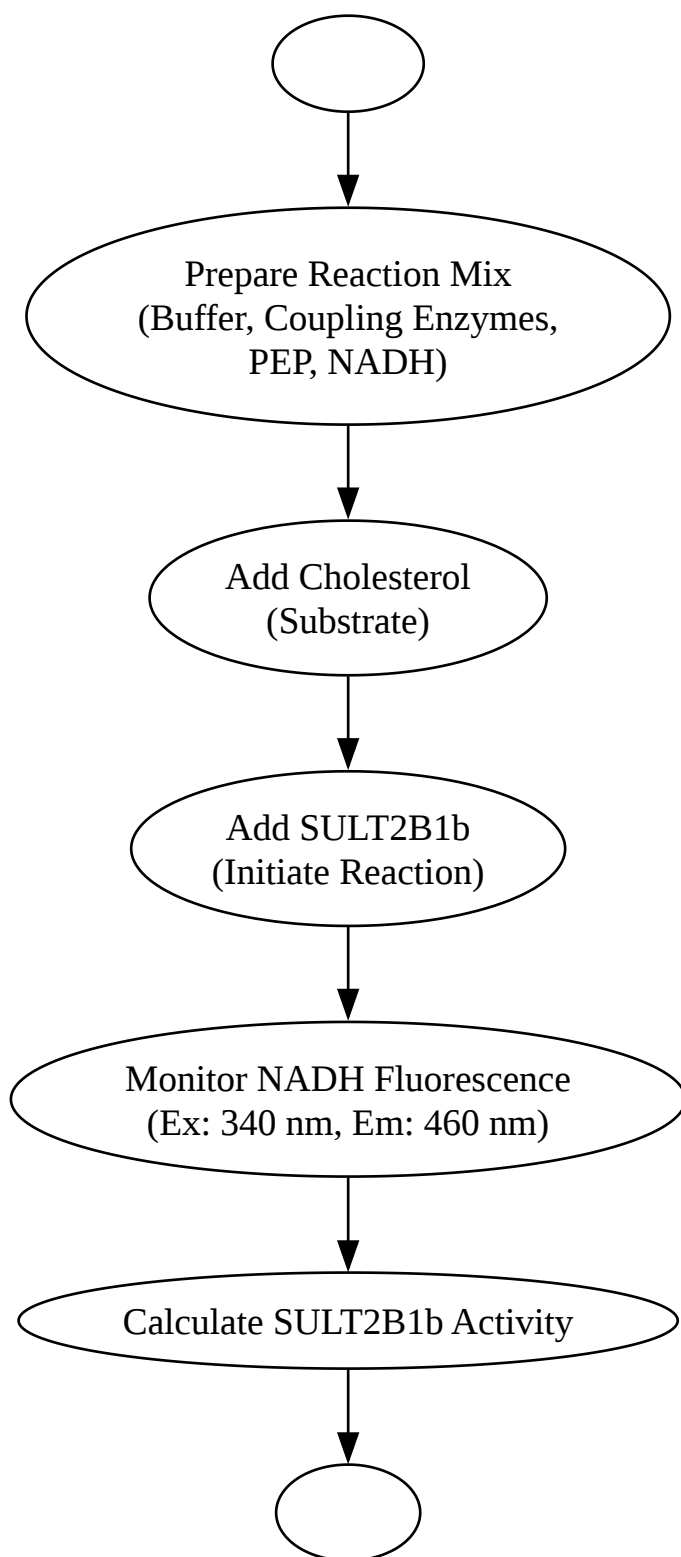 Prepare Reaction Mix
(Buffer, Coupling Enzymes,
PEP, NADH)
Add Cholesterol
(Substrate)
Add SULT2B1b
(Initiate Reaction)
Monitor NADH Fluorescence
(Ex: 340 nm, Em: 460 nm)
Calculate SULT2B1b Activity